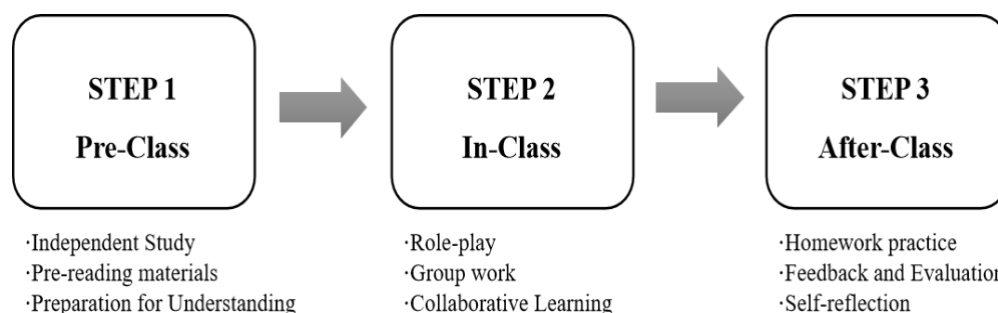 STEP 1
Pre-Class
·Independent Study
·Pre-reading materials
·Preparation for Understanding
STEP 2
In-Class
·Role-play
·Group work
·Collaborative Learning
STEP 3
After-Class
·Homework practice
·Feedback and Evaluation
·Self-reflection